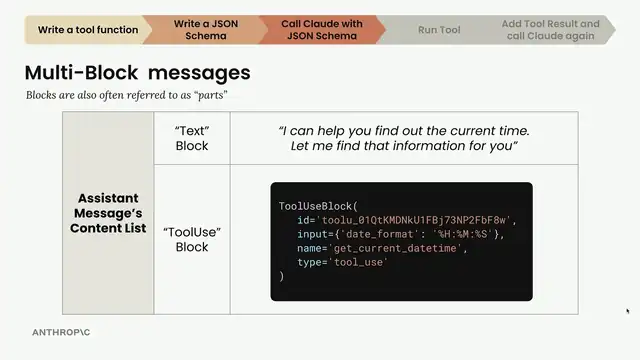 Write a tool function
Write a JSON
Schema
Call Claude with
JSON Schema
Run Tool
Add Tool Result and
call Claude again
Multi-Block messages
Blocks are also often referred to as “parts”
Assistant
Message’s
Content List
“Text”
Block
“I can help you find out the current time.
Let me find that information for you”
“ToolUse”
Block
ToolUseBlock(
id='toolu_01QtKMDNkU1FBj73NP2FbF8w',
input={'date_format': '%H:%M:%S'},
name='get_current_datetime',
type='tool_use'
)
ANTHROP\C